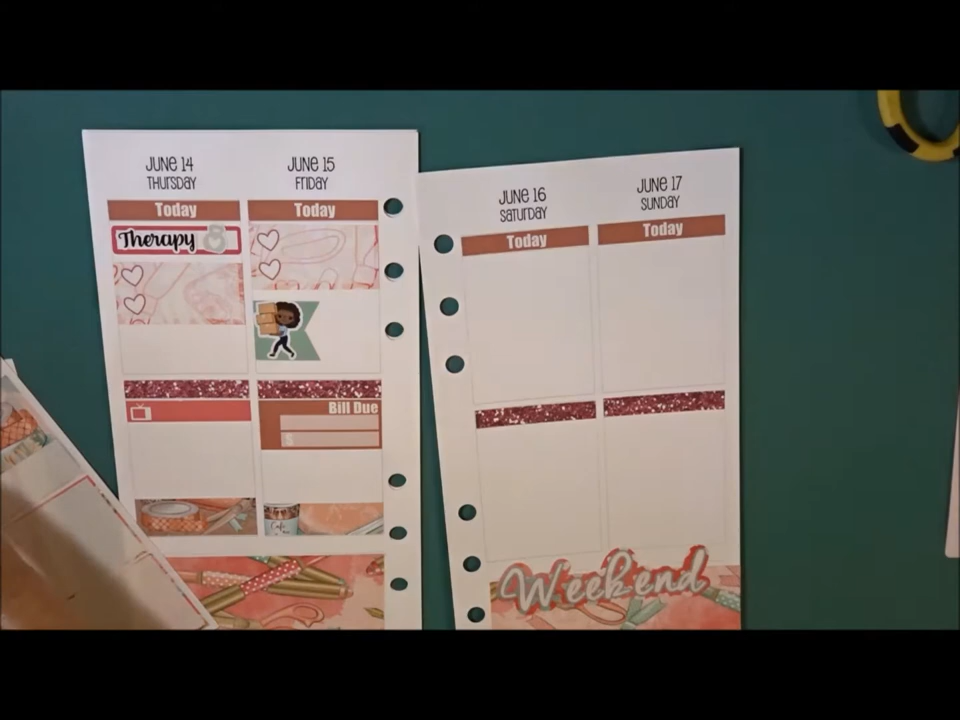 JUNE 14
THURSDAY
JUNE 15
FRIDAY
Today
Today
Therapy
Bill Due
$
Café
JUNE 16
SATURDAY
JUNE 17
SUNDAY
Today
Today
Weekend